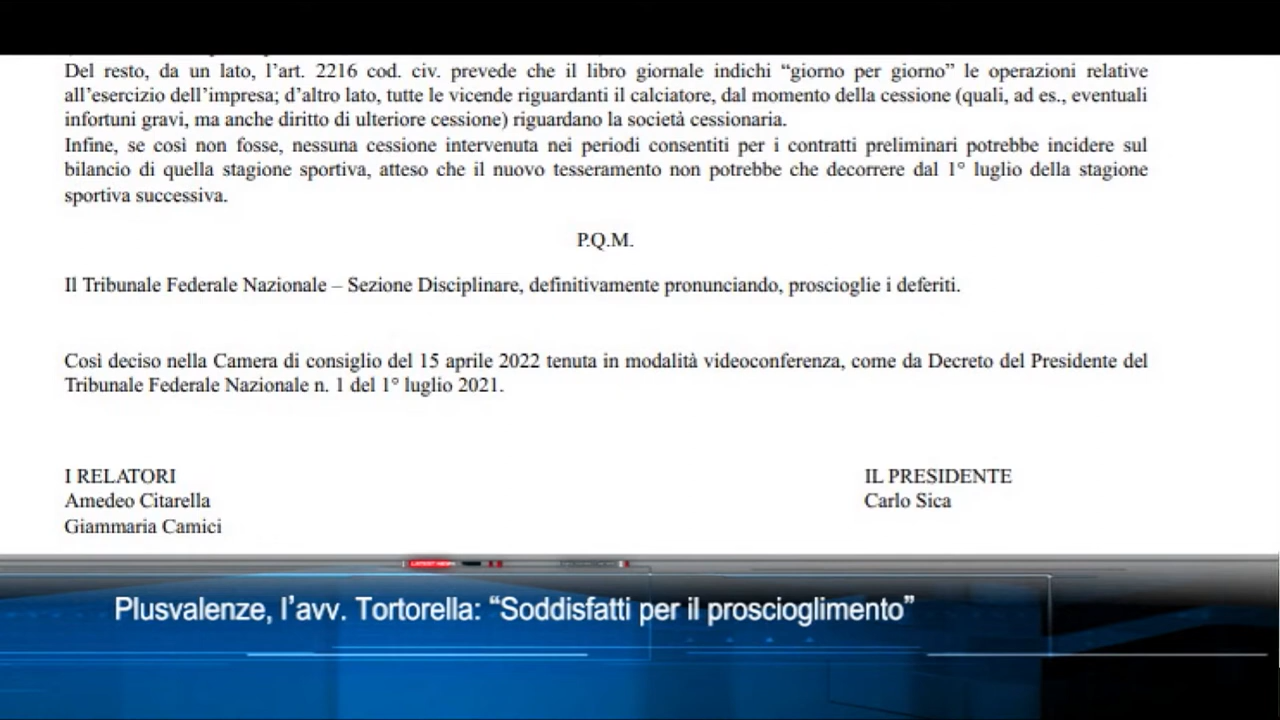 Del resto, da un lato, l’art. 2216 cod. civ. prevede che il libro giornale indichi “giorno per giorno” le operazioni relative
all’esercizio dell’impresa; d’altro lato, tutte le vicende riguardanti il calciatore, dal momento della cessione (quali, ad es., eventuali
infortuni gravi, ma anche diritto di ulteriore cessione) riguardano la società cessionaria.
Infine, se così non fosse, nessuna cessione intervenuta nei periodi consentiti per i contratti preliminari potrebbe incidere sul
bilancio di quella stagione sportiva, atteso che il nuovo tesseramento non potrebbe che decorrere dal 1° luglio della stagione
sportiva successiva.
P.Q.M.
Il Tribunale Federale Nazionale – Sezione Disciplinare, definitivamente pronunciando, proscioglie i deferiti.
Così deciso nella Camera di consiglio del 15 aprile 2022 tenuta in modalità videoconferenza, come da Decreto del Presidente del
Tribunale Federale Nazionale n. 1 del 1° luglio 2021.
I RELATORI
Amedeo Citarella
Giammaria Camici
IL PRESIDENTE
Carlo Sica
LATEST NEWS
Plusvalenze, l’avv. Tortorella: “Soddisfatti per il proscioglimento”